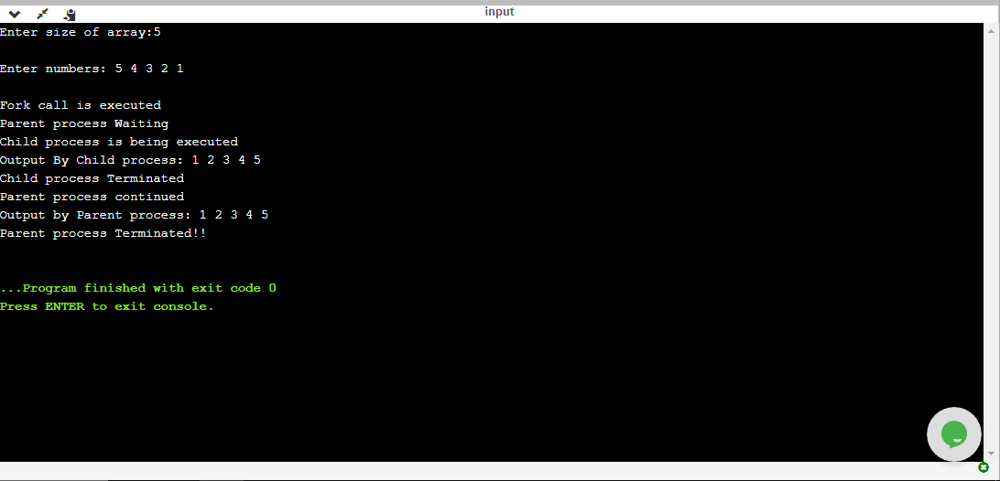 input
Enter size of array:5
Enter numbers: 5 4 3 2 1
Fork call is executed
Parent process Waiting
Child process is being executed
Output By Child process: 1 2 3 4 5
Child process Terminated
Parent process continued
Output by Parent process: 1 2 3 4 5
Parent process Terminated!!
...Program finished with exit code 0
Press ENTER to exit console.